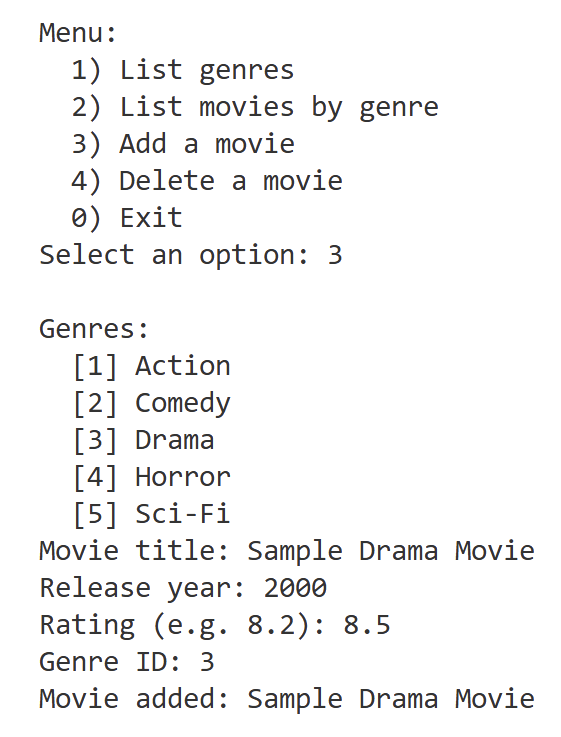 Menu:
  1) List genres
  2) List movies by genre
  3) Add a movie
  4) Delete a movie
  0) Exit
Select an option: 3

Genres:
  [1] Action
  [2] Comedy
  [3] Drama
  [4] Horror
  [5] Sci-Fi
Movie title: Sample Drama Movie
Release year: 2000
Rating (e.g. 8.2): 8.5
Genre ID: 3
Movie added: Sample Drama Movie